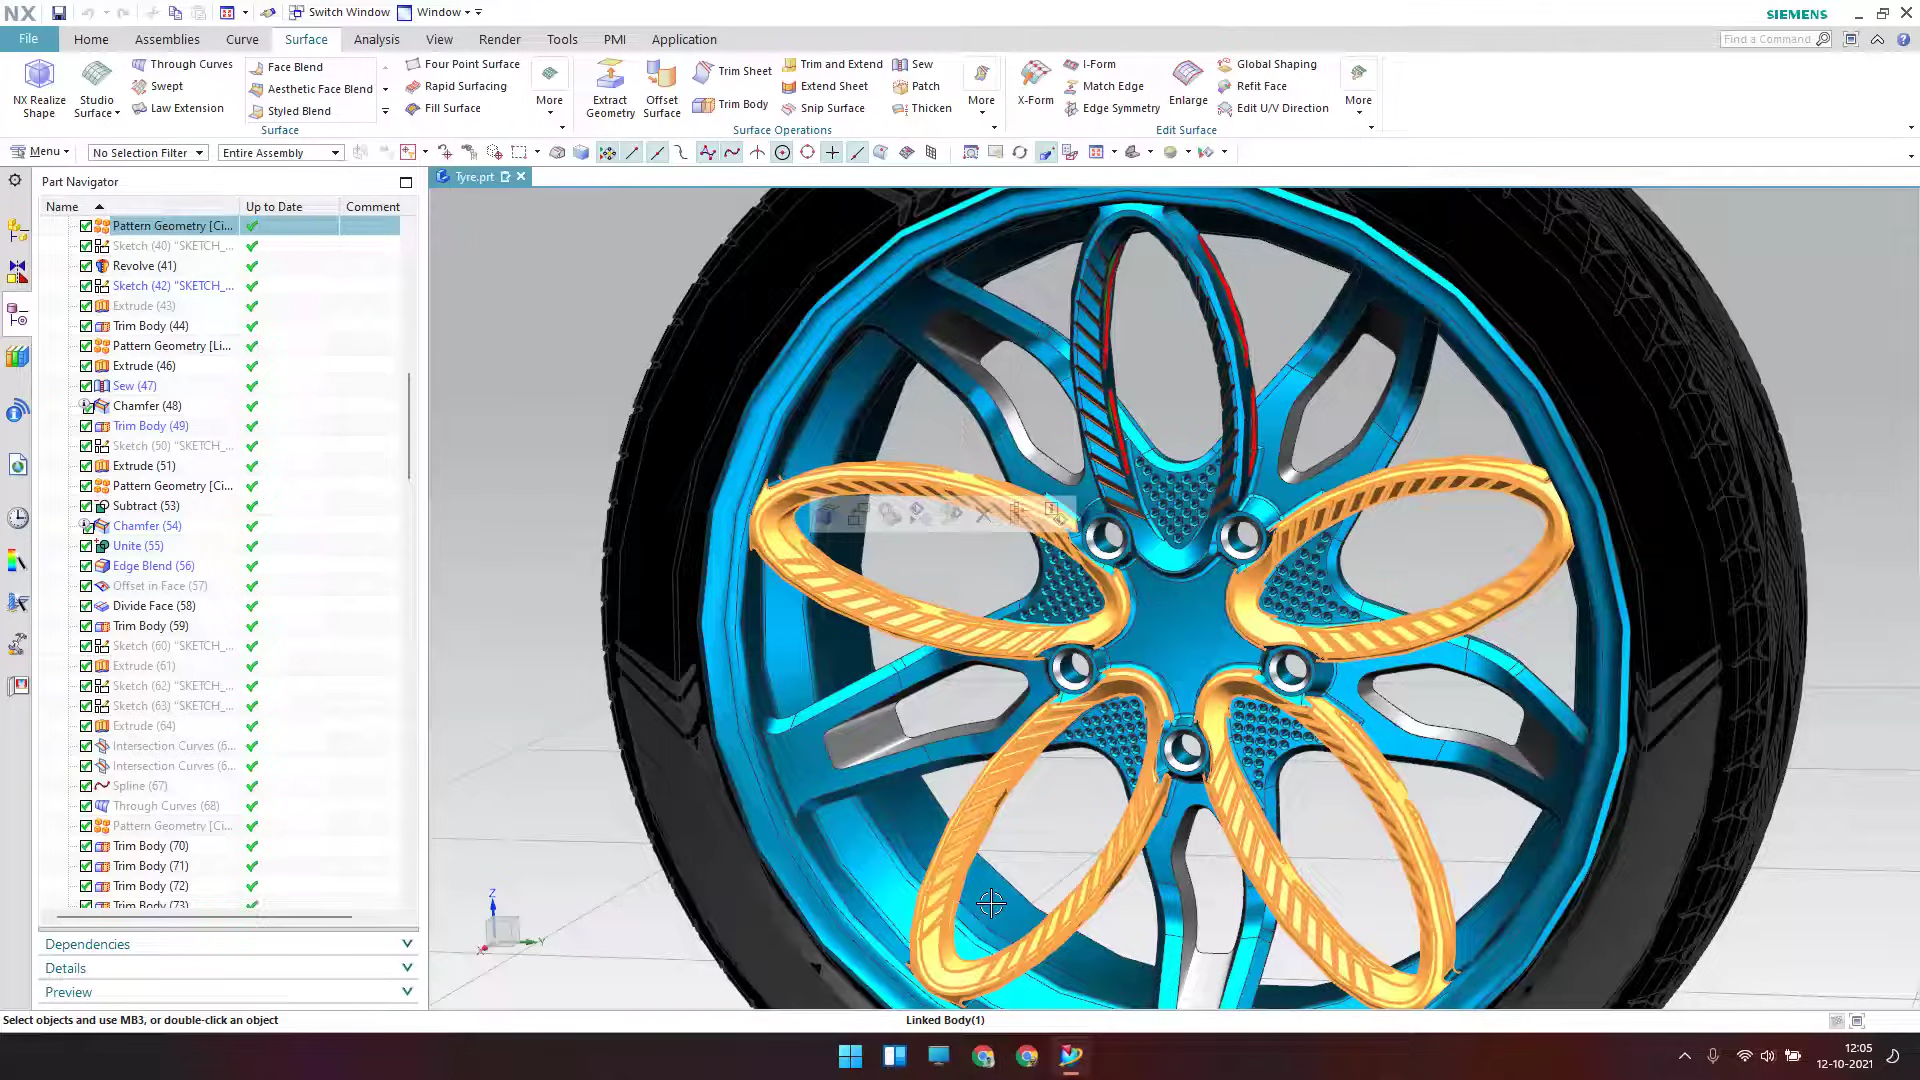 NX
Switch Window
Window
SIEMENS
File
Home
Assemblies
Curve
Surface
Analysis
View
Render
Tools
PMI
Application
Find a Command
NX Realize Shape
Studio Surface
Through Curves
Swept
Law Extension
Face Blend
Aesthetic Face Blend
Styled Blend
Four Point Surface
Rapid Surfacing
Fill Surface
More
Surface
Extract Geometry
Offset Surface
Trim Sheet
Trim Body
Trim and Extend
Extend Sheet
Snip Surface
Sew
Patch
Thicken
More
Surface Operations
X-Form
I-Form
Match Edge
Edge Symmetry
Enlarge
Global Shaping
Refit Face
Edit U/V Direction
More
Edit Surface
Menu
No Selection Filter
Entire Assembly
Part Navigator
Tyre.prt
Name
Up to Date
Comment
Pattern Geometry [Ci...
Sketch (40) "SKETCH_...
Revolve (41)
Sketch (42) "SKETCH_...
Extrude (43)
Trim Body (44)
Pattern Geometry [Li...
Extrude (46)
Sew (47)
Chamfer (48)
Trim Body (49)
Sketch (50) "SKETCH_...
Extrude (51)
Pattern Geometry [Ci...
Subtract (53)
Chamfer (54)
Unite (55)
Edge Blend (56)
Offset in Face (57)
Divide Face (58)
Trim Body (59)
Sketch (60) "SKETCH_...
Extrude (61)
Sketch (62) "SKETCH_...
Sketch (63) "SKETCH_...
Extrude (64)
Intersection Curves (6...
Intersection Curves (6...
Spline (67)
Through Curves (68)
Pattern Geometry [Ci...
Trim Body (70)
Trim Body (71)
Trim Body (72)
Trim Body (73)
Dependencies
Details
Preview
Z
Y
X
Select objects and use MB3, or double-click an object
Linked Body(1)
12:05
12-10-2021